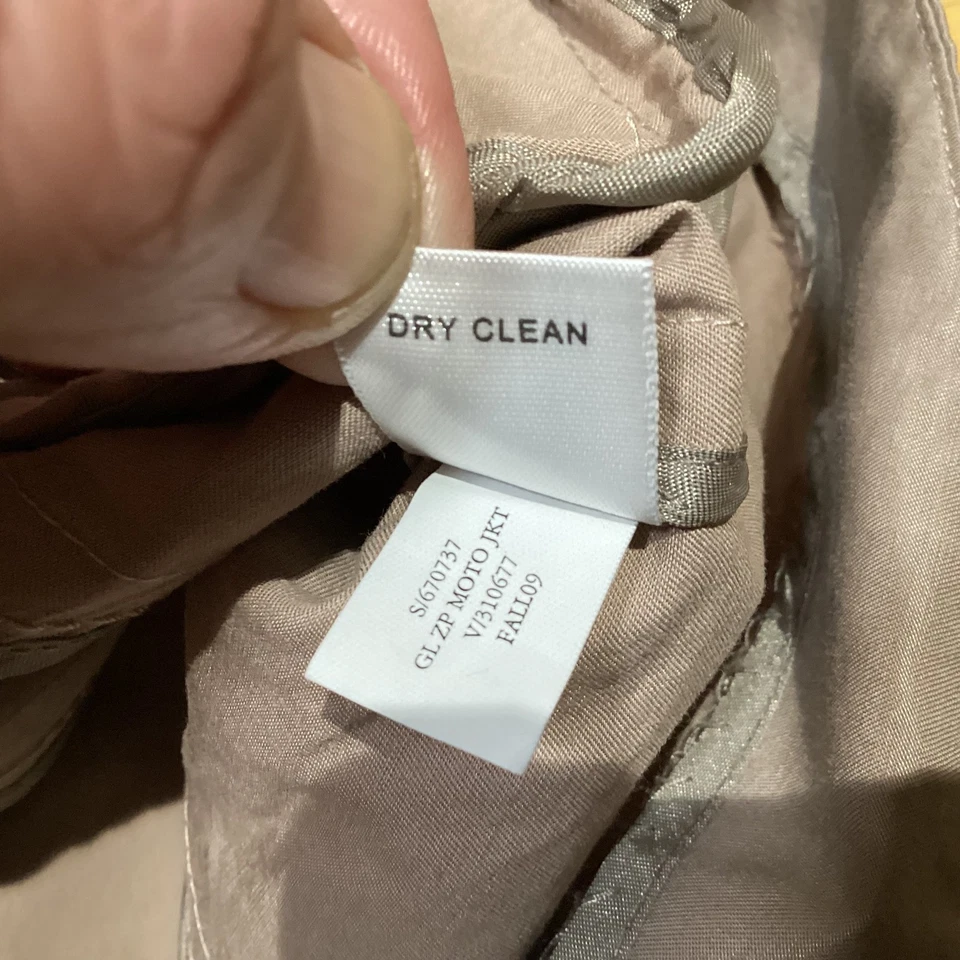 DRY CLEAN
S/670737
GL ZP MOTO JKT
V/310677
FALL09